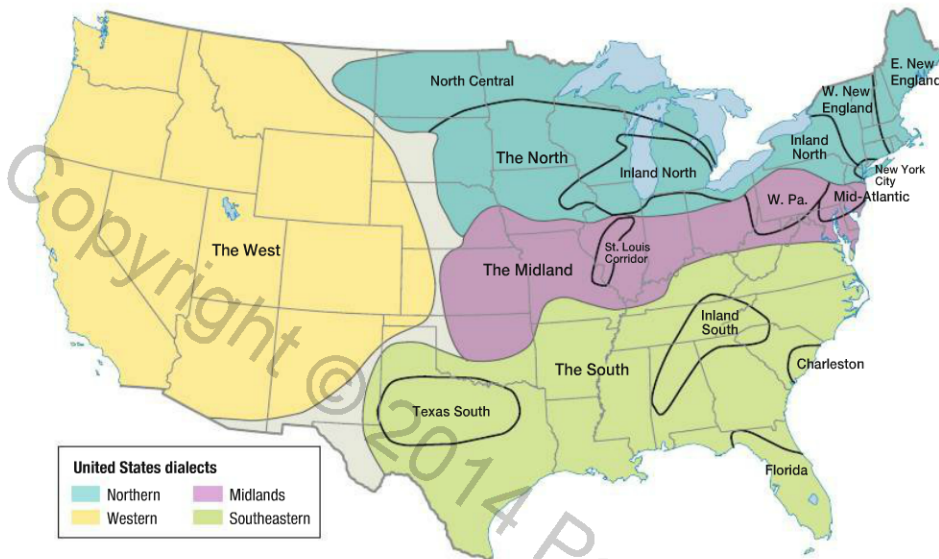 North Central
E. New
England
W. New
England
The North
Inland
North
Inland North
New York
City
W. Pa.
Mid-Atlantic
St. Louis
Corridor
The West
The Midland
Inland
South
The South
Charleston
Texas South
Florida
United States dialects
Northern
Midlands
Western
Southeastern
Copyright © 2014 P